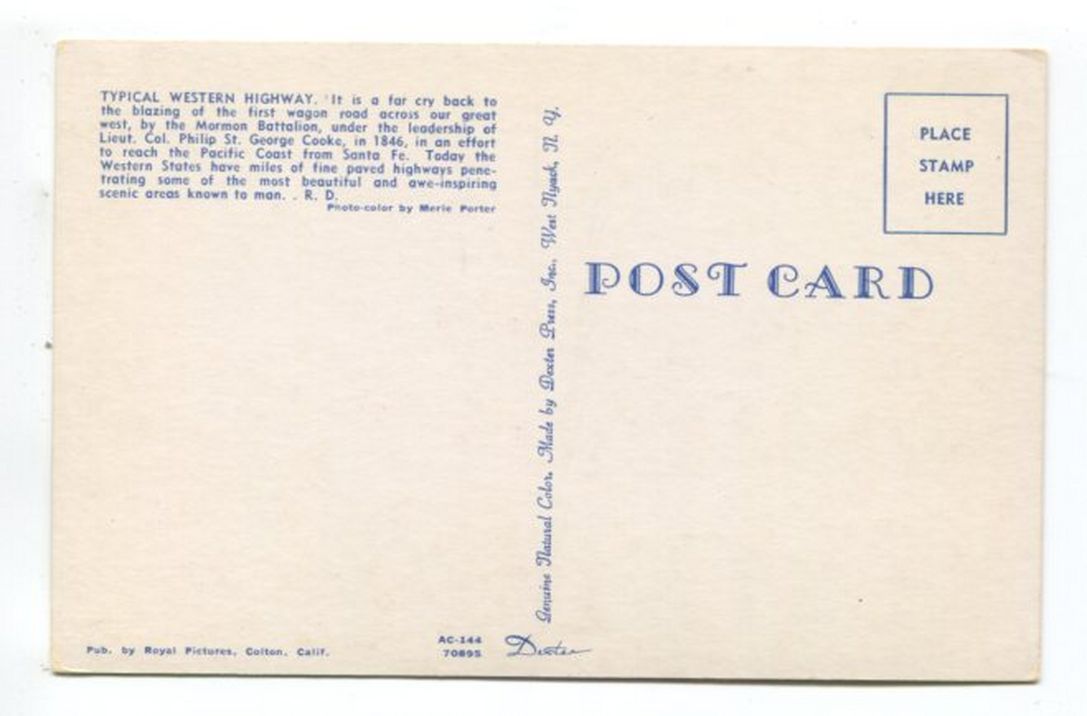 TYPICAL WESTERN HIGHWAY. It is a far cry back to
the blazing of the first wagon road across our great
west, by the Mormon Battalion, under the leadership of
Lieut. Col. Philip St. George Cooke, in 1846, in an effort
to reach the Pacific Coast from Santa Fe. Today the
Western States have miles of fine paved highways pene-
trating some of the most beautiful and awe-inspiring
scenic areas known to man. . R. D.
Photo-color by Merle Porter
Genuine Natural Color, Made by Dexter Press, Inc., West Nyack, N. Y.
PLACE
STAMP
HERE
POST CARD
Pub. by Royal Pictures, Colton, Calif.
AC-144
70895
Dexter